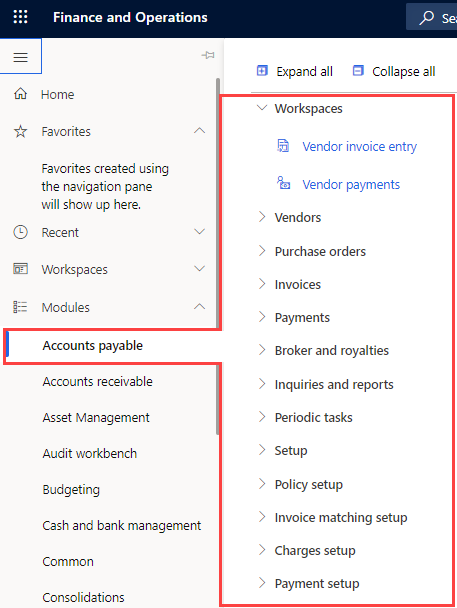 Finance and Operations
Expand all
Collapse all
Home
Favorites
Favorites created using
the navigation pane
will show up here.
Recent
Workspaces
Modules
Accounts payable
Accounts receivable
Asset Management
Audit workbench
Budgeting
Cash and bank management
Common
Consolidations
Workspaces
Vendor invoice entry
Vendor payments
Vendors
Purchase orders
Invoices
Payments
Broker and royalties
Inquiries and reports
Periodic tasks
Setup
Policy setup
Invoice matching setup
Charges setup
Payment setup